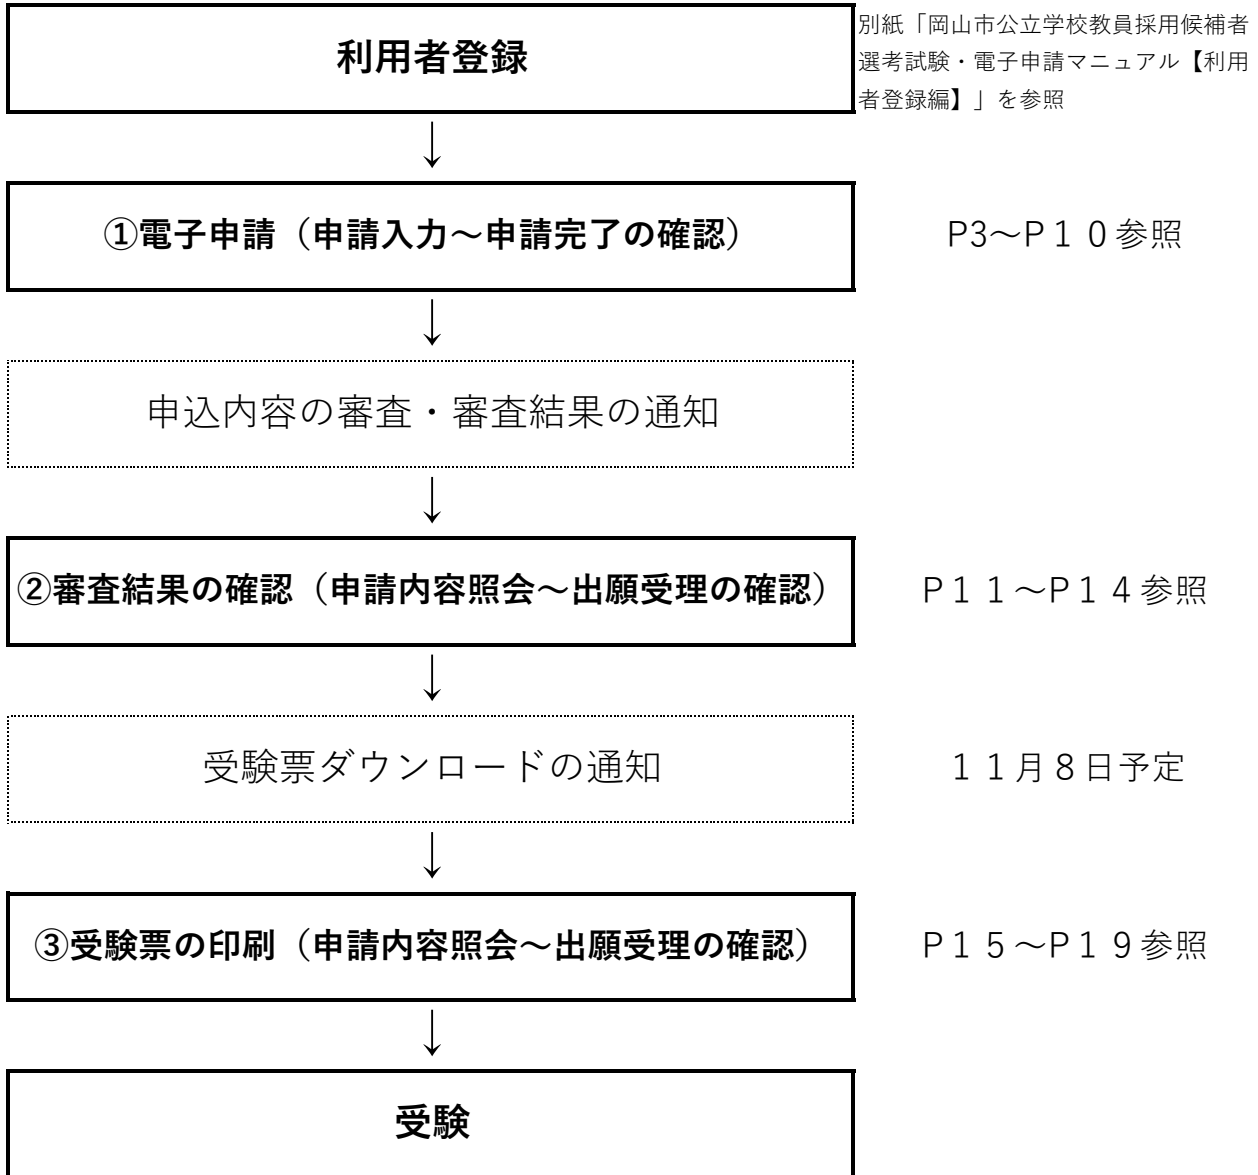 利用者登録
別紙「岡山市公立学校教員採用候補者
選考試験・電子申請マニュアル【利用
者登録編】」を参照
↓
①電子申請（申請入力～申請完了の確認）
P3～P１０参照
↓
申込内容の審査・審査結果の通知
↓
②審査結果の確認（申請内容照会～出願受理の確認）
P１１～P１４参照
↓
受験票ダウンロードの通知
１１月８日予定
↓
③受験票の印刷（申請内容照会～出願受理の確認）
P１５～P１９参照
↓
受験